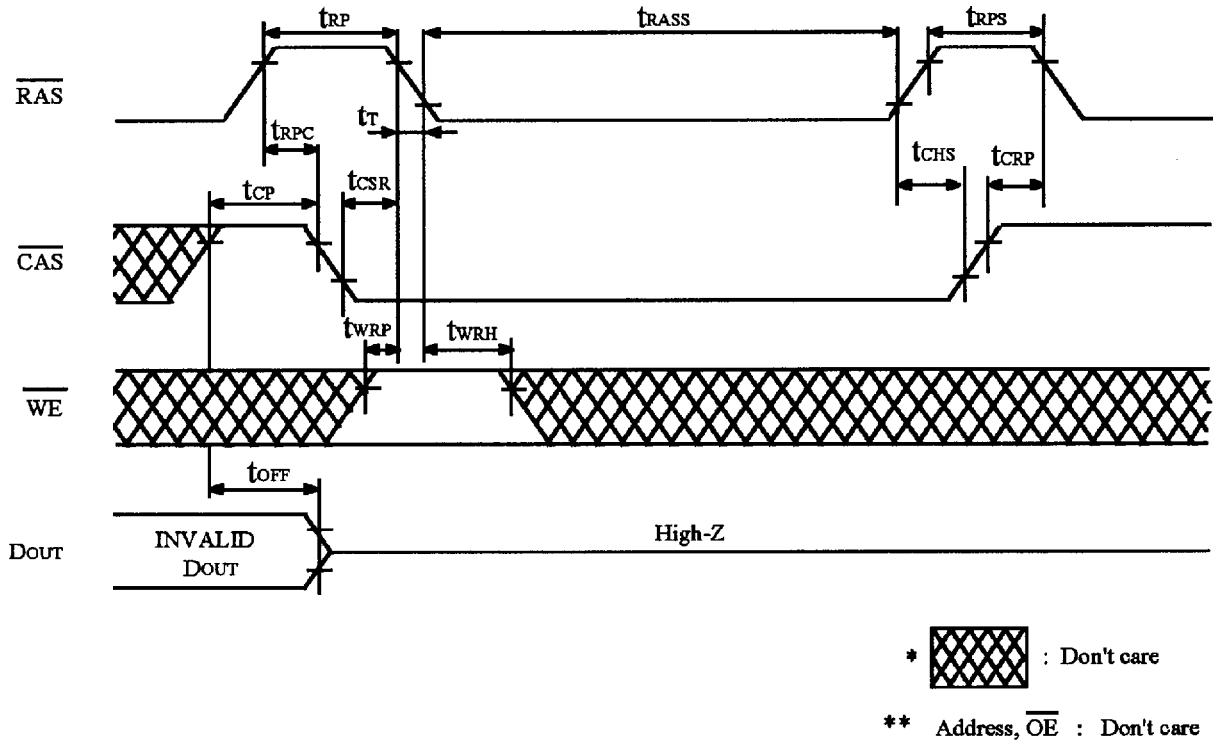 tRP
tRASS
tRPS
RAS
tT
tRPC
tCHS
tCRP
tCP
tCSR
CAS
tWRP
tWRH
WE
tOFF
INVALID
DOUT
High-Z
DOUT
* : Don't care
** Address, OE : Don't care